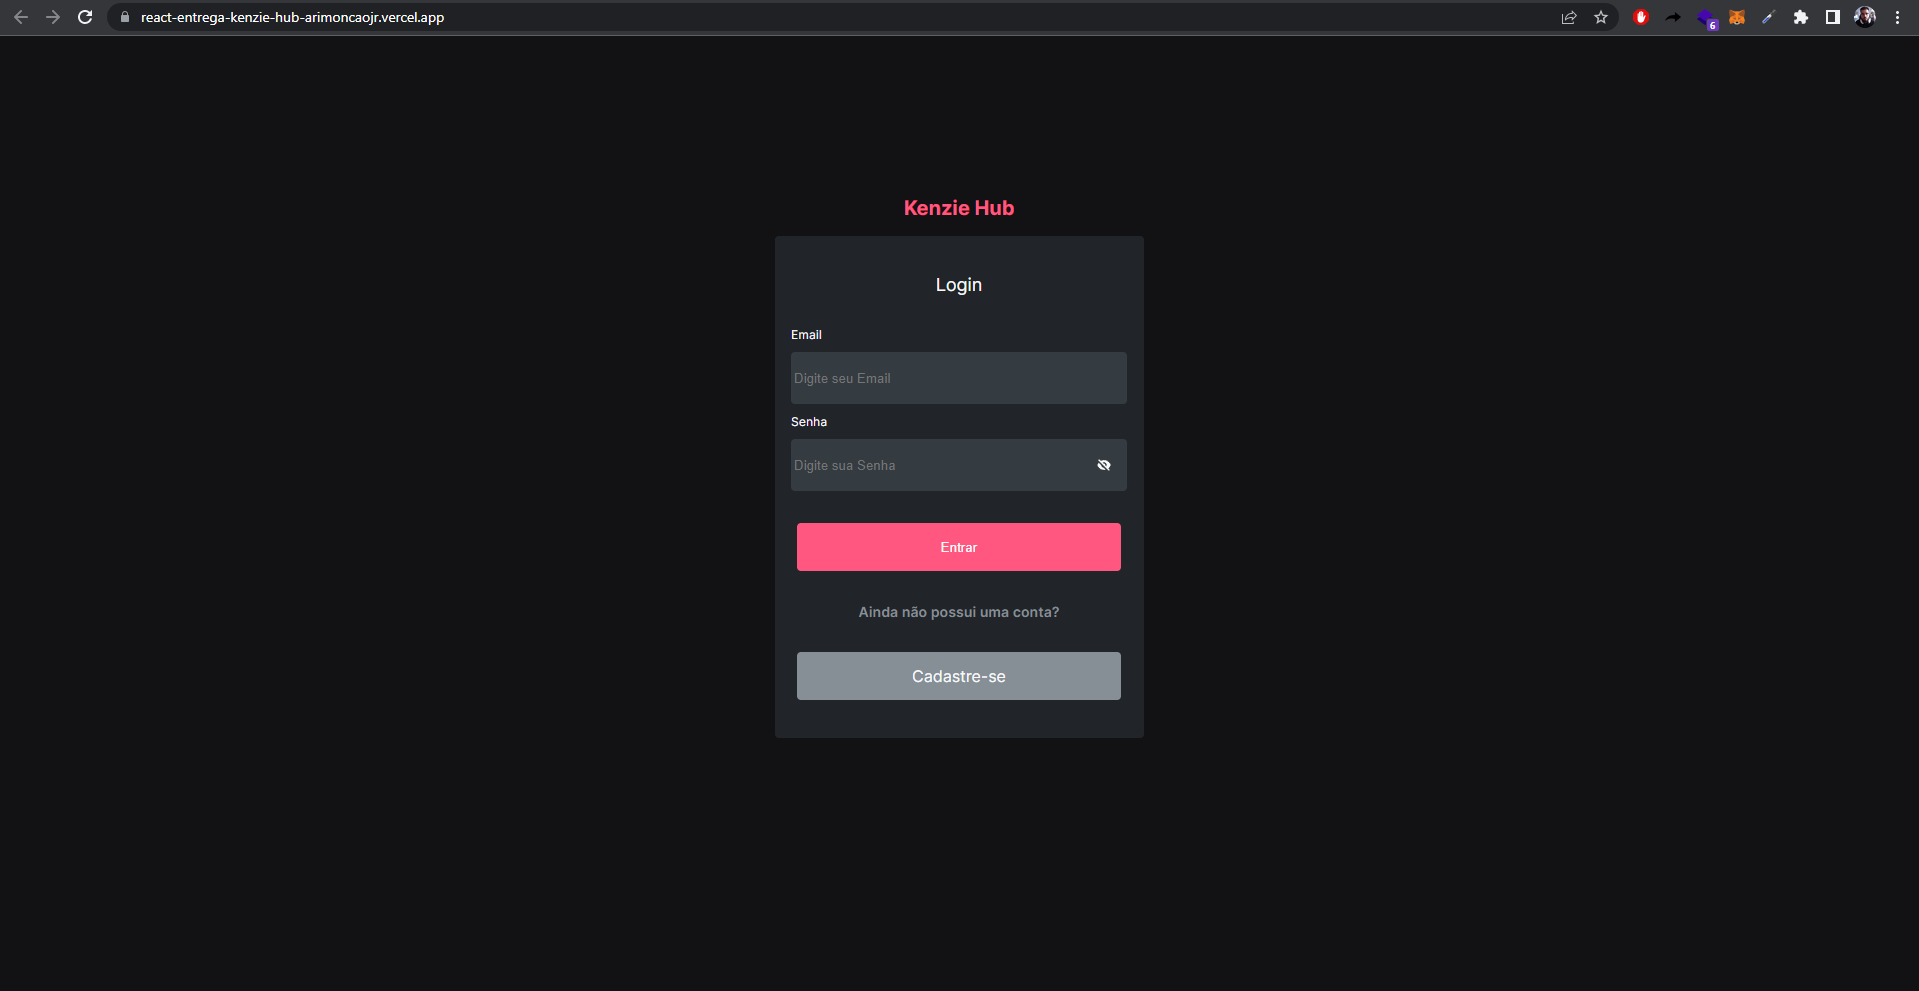 react-entrega-kenzie-hub-arimoncaojr.vercel.app
6
Kenzie Hub
Login
Email
Digite seu Email
Senha
Digite sua Senha
Entrar
Ainda não possui uma conta?
Cadastre-se